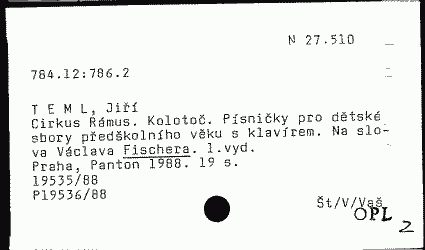 N 27.510
784.12:786.2
T E M L, Jiří
Cirkus Rámus. Kolotoč. Písničky pro dětské
sbory předškolního věku s klavírem. Na slo-
va Václava Fischera. 1.vyd.
Praha, Panton 1988. 19 s.
19535/88
P19536/88
Št/V/Vaš
OPL
2